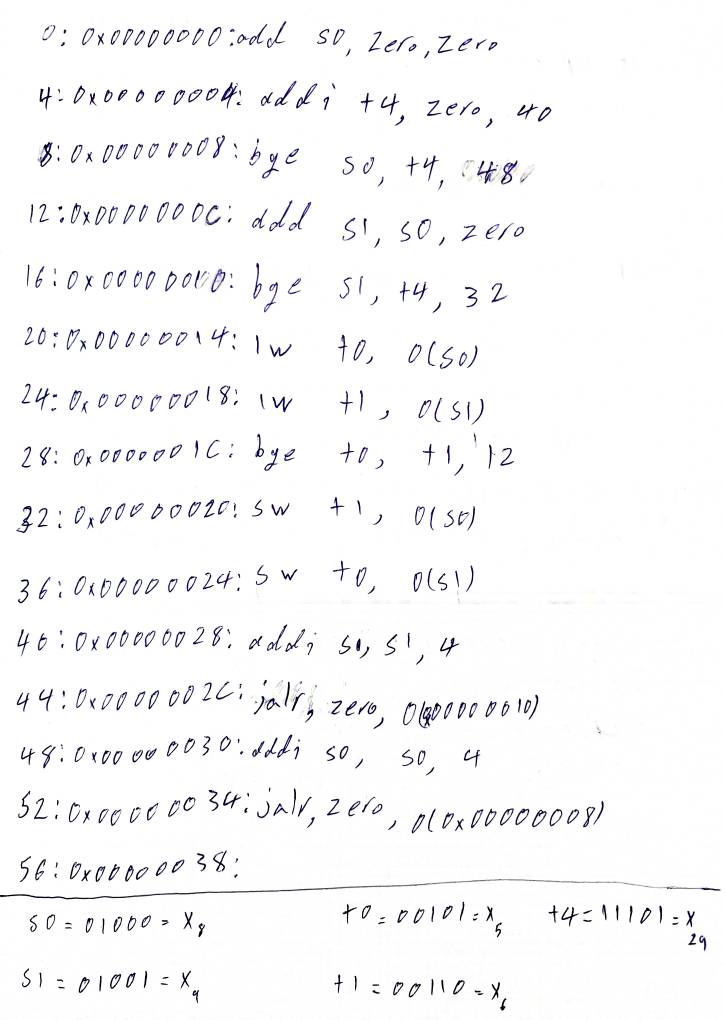 0: 0x00000000: add s0, zero, zero
4: 0x00000004: addi t4, zero, 40
8: 0x00000008: bge s0, t4, 48
12: 0x0000000C: add s1, s0, zero
16: 0x00000010: bge s1, t4, 32
20: 0x00000014: lw t0, 0(s0)
24: 0x00000018: lw t1, 0(s1)
28: 0x0000001C: bge t0, t1, 12
32: 0x00000020: sw t1, 0(s0)
36: 0x00000024: sw t0, 0(s1)
40: 0x00000028: addi s1, s1, 4
44: 0x0000002C: jalr, zero, 0(0x00000010)
48: 0x00000030: addi s0, s0, 4
52: 0x00000034: jalr, zero, 0(0x00000008)
56: 0x00000038:
s0 = 01000 = x8 t0 = 00101 = x5 t4 = 11101 = x29
s1 = 01001 = x9 t1 = 00110 = x6